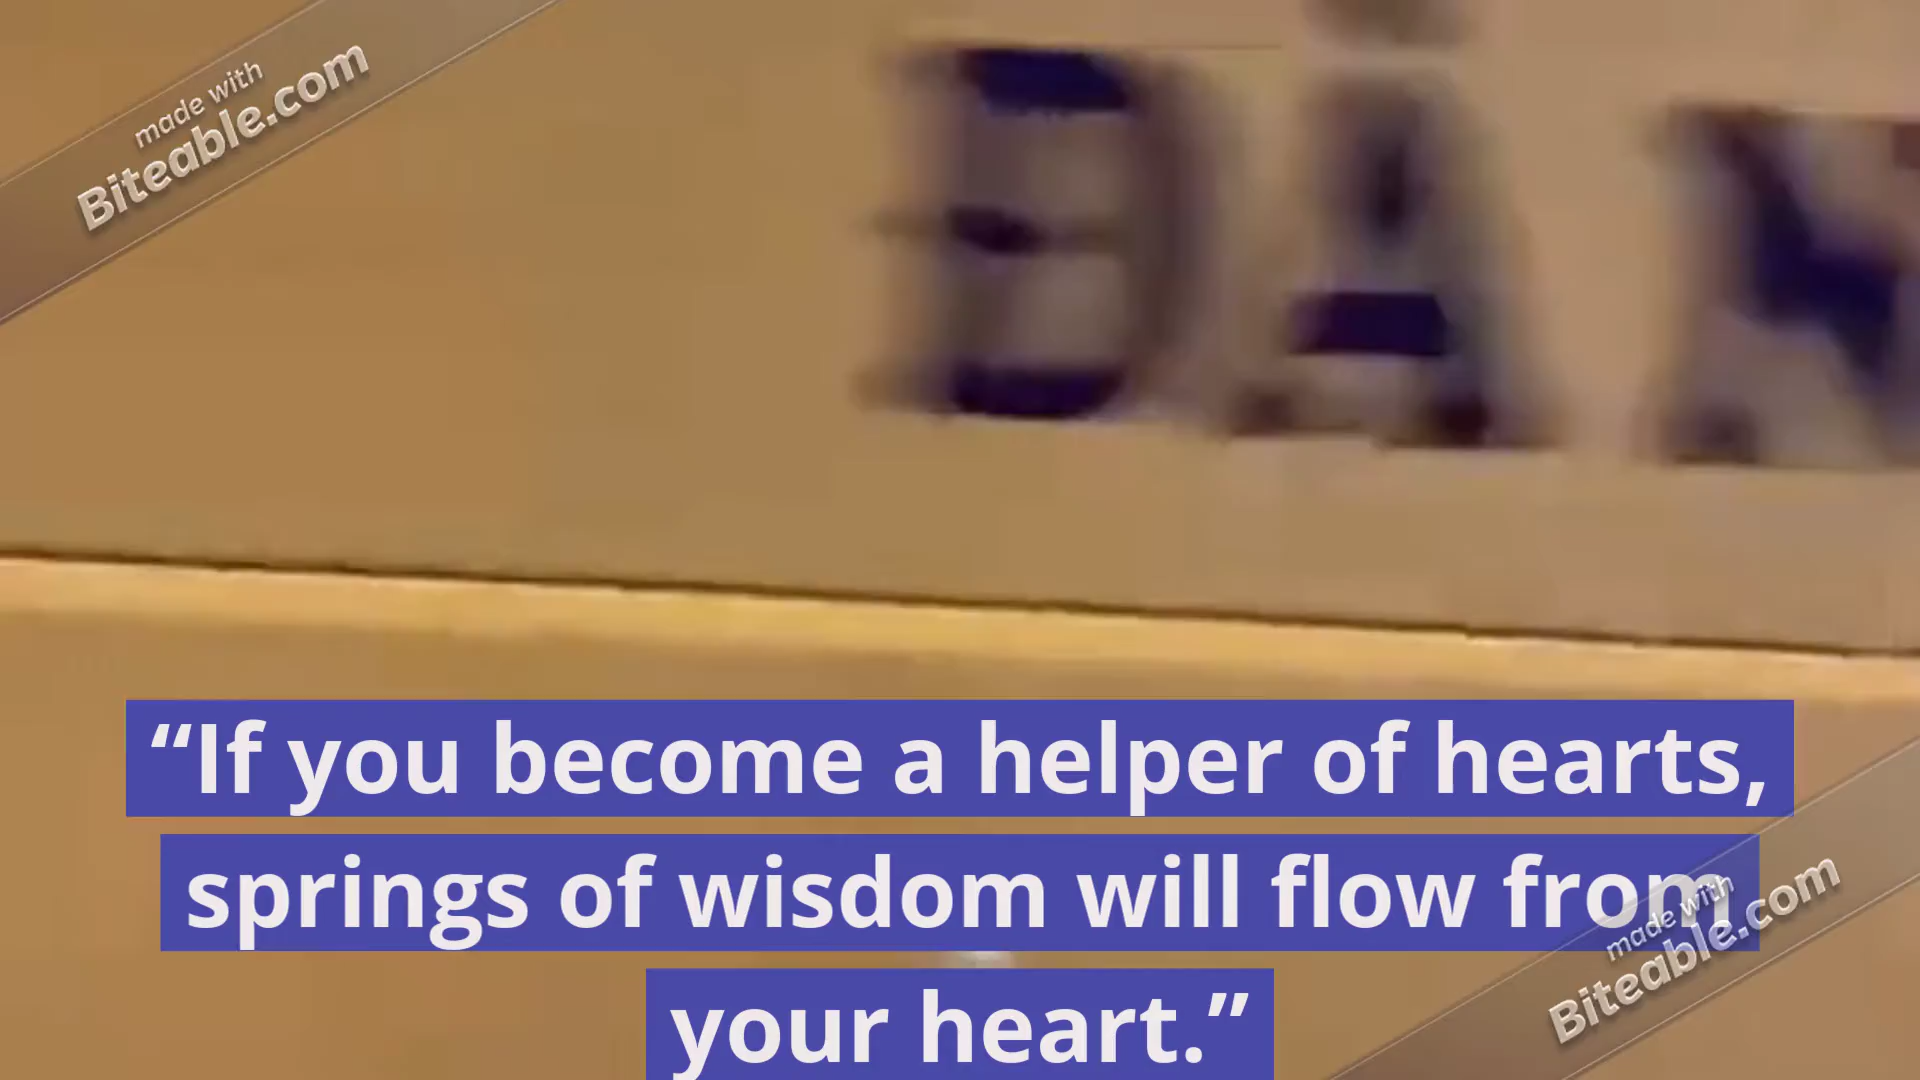 made with
Biteable.com
“If you become a helper of hearts,
springs of wisdom will flow from
your heart.”
made with
Biteable.com